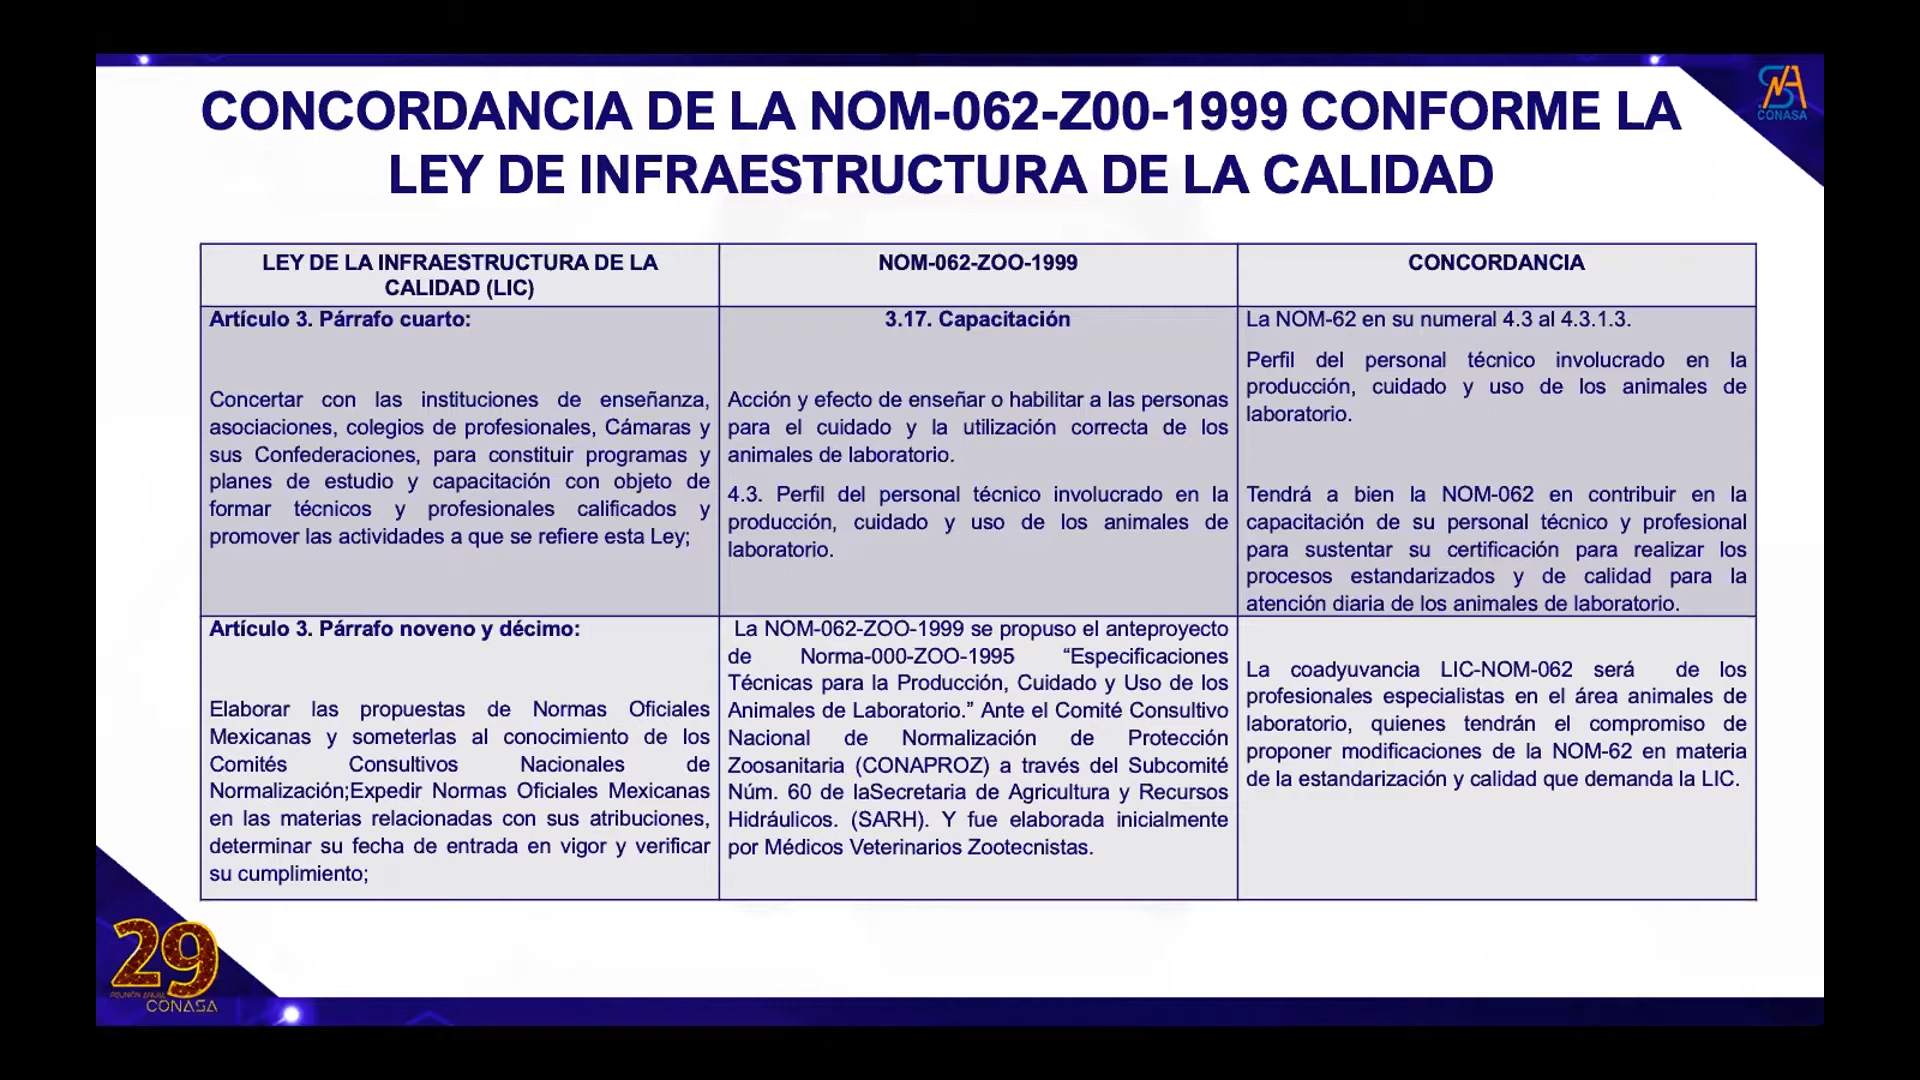 CONCORDANCIA DE LA NOM-062-Z00-1999 CONFORME LA
LEY DE INFRAESTRUCTURA DE LA CALIDAD
CONASA
LEY DE LA INFRAESTRUCTURA DE LA
CALIDAD (LIC)
NOM-062-ZOO-1999
CONCORDANCIA
Artículo 3. Párrafo cuarto:
Concertar con las instituciones de enseñanza,
asociaciones, colegios de profesionales, Cámaras y
sus Confederaciones, para constituir programas y
planes de estudio y capacitación con objeto de
formar técnicos y profesionales calificados y
promover las actividades a que se refiere esta Ley;
3.17. Capacitación
Acción y efecto de enseñar o habilitar a las personas
para el cuidado y la utilización correcta de los
animales de laboratorio.
4.3. Perfil del personal técnico involucrado en la
producción, cuidado y uso de los animales de
laboratorio.
La NOM-62 en su numeral 4.3 al 4.3.1.3.
Perfil del personal técnico involucrado en la
producción, cuidado y uso de los animales de
laboratorio.
Tendrá a bien la NOM-062 en contribuir en la
capacitación de su personal técnico y profesional
para sustentar su certificación para realizar los
procesos estandarizados y de calidad para la
atención diaria de los animales de laboratorio.
Artículo 3. Párrafo noveno y décimo:
Elaborar las propuestas de Normas Oficiales
Mexicanas y someterlas al conocimiento de los
Comités Consultivos Nacionales de
Normalización;Expedir Normas Oficiales Mexicanas
en las materias relacionadas con sus atribuciones,
determinar su fecha de entrada en vigor y verificar
su cumplimiento;
La NOM-062-ZOO-1999 se propuso el anteproyecto
de Norma-000-ZOO-1995 “Especificaciones
Técnicas para la Producción, Cuidado y Uso de los
Animales de Laboratorio.” Ante el Comité Consultivo
Nacional de Normalización de Protección
Zoosanitaria (CONAPROZ) a través del Subcomité
Núm. 60 de laSecretaria de Agricultura y Recursos
Hidráulicos. (SARH). Y fue elaborada inicialmente
por Médicos Veterinarios Zootecnistas.
La coadyuvancia LIC-NOM-062 será de los
profesionales especialistas en el área animales de
laboratorio, quienes tendrán el compromiso de
proponer modificaciones de la NOM-62 en materia
de la estandarización y calidad que demanda la LIC.
29
REUNIÓN ANUAL
CONASA